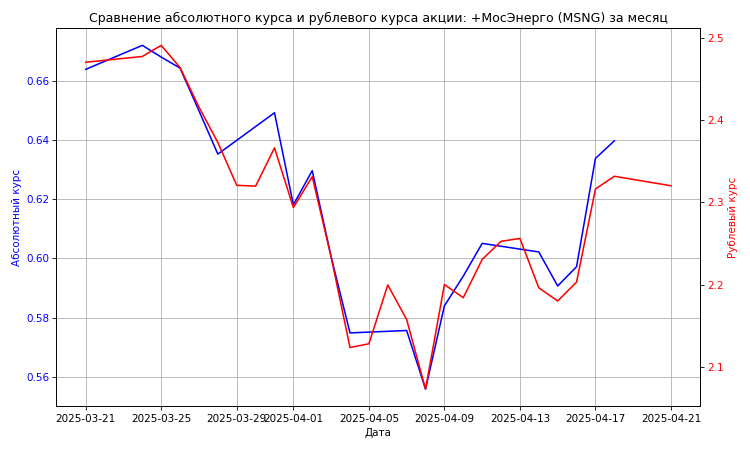 Сравнение абсолютного курса и рублевого курса акции: +МосЭнерго (MSNG) за месяц
Абсолютный курс
0.66
0.64
0.62
0.60
0.58
0.56
2.5
2.4
2.3
2.2
2.1
Рублевый курс
2025-03-21 2025-03-25 2025-03-29 2025-04-01 2025-04-05 2025-04-09 2025-04-13 2025-04-17 2025-04-21
Дата